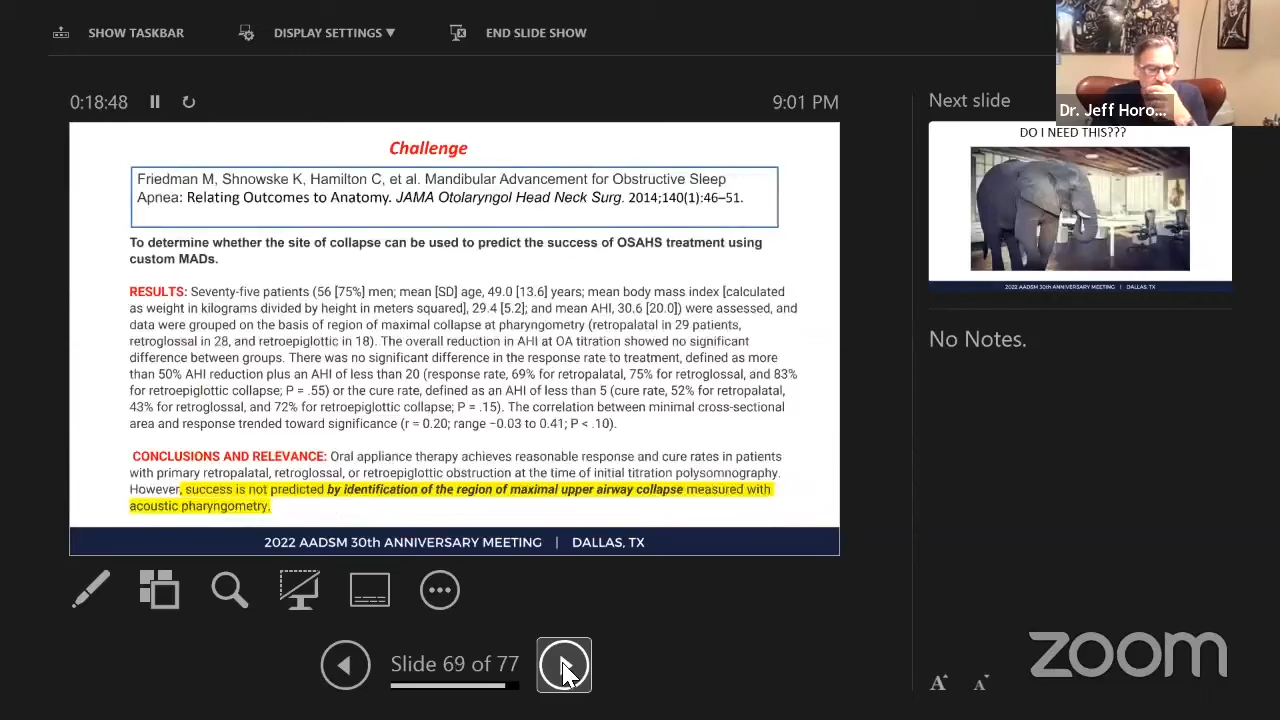 SHOW TASKBAR
DISPLAY SETTINGS ▼
END SLIDE SHOW
0:18:48
9:01 PM
Challenge
Friedman M, Shnowske K, Hamilton C, et al. Mandibular Advancement for Obstructive Sleep
Apnea: Relating Outcomes to Anatomy. JAMA Otolaryngol Head Neck Surg. 2014;140(1):46–51.
To determine whether the site of collapse can be used to predict the success of OSAHS treatment using
custom MADs.
RESULTS: Seventy-five patients (56 [75%] men; mean [SD] age, 49.0 [13.6] years; mean body mass index [calculated
as weight in kilograms divided by height in meters squared], 29.4 [5.2]; and mean AHI, 30.6 [20.0]) were assessed, and
data were grouped on the basis of region of maximal collapse at pharyngometry (retropalatal in 29 patients,
retroglossal in 28, and retroepiglottic in 18). The overall reduction in AHI at OA titration showed no significant
difference between groups. There was no significant difference in the response rate to treatment, defined as more
than 50% AHI reduction plus an AHI of less than 20 (response rate, 69% for retropalatal, 75% for retroglossal, and 83%
for retroepiglottic collapse; P = .55) or the cure rate, defined as an AHI of less than 5 (cure rate, 52% for retropalatal,
43% for retroglossal, and 72% for retroepiglottic collapse; P = .15). The correlation between minimal cross-sectional
area and response trended toward significance (r = 0.20; range −0.03 to 0.41; P < .10).
CONCLUSIONS AND RELEVANCE: Oral appliance therapy achieves reasonable response and cure rates in patients
with primary retropalatal, retroglossal, or retroepiglottic obstruction at the time of initial titration polysomnography.
However, success is not predicted by identification of the region of maximal upper airway collapse measured with
acoustic pharyngometry.
2022 AADSM 30th ANNIVERSARY MEETING | DALLAS, TX
Slide 69 of 77
Dr. Jeff Horo...
Next slide
DO I NEED THIS???
2022 AADSM 30th ANNIVERSARY MEETING | DALLAS, TX
No Notes.
A A
zoom